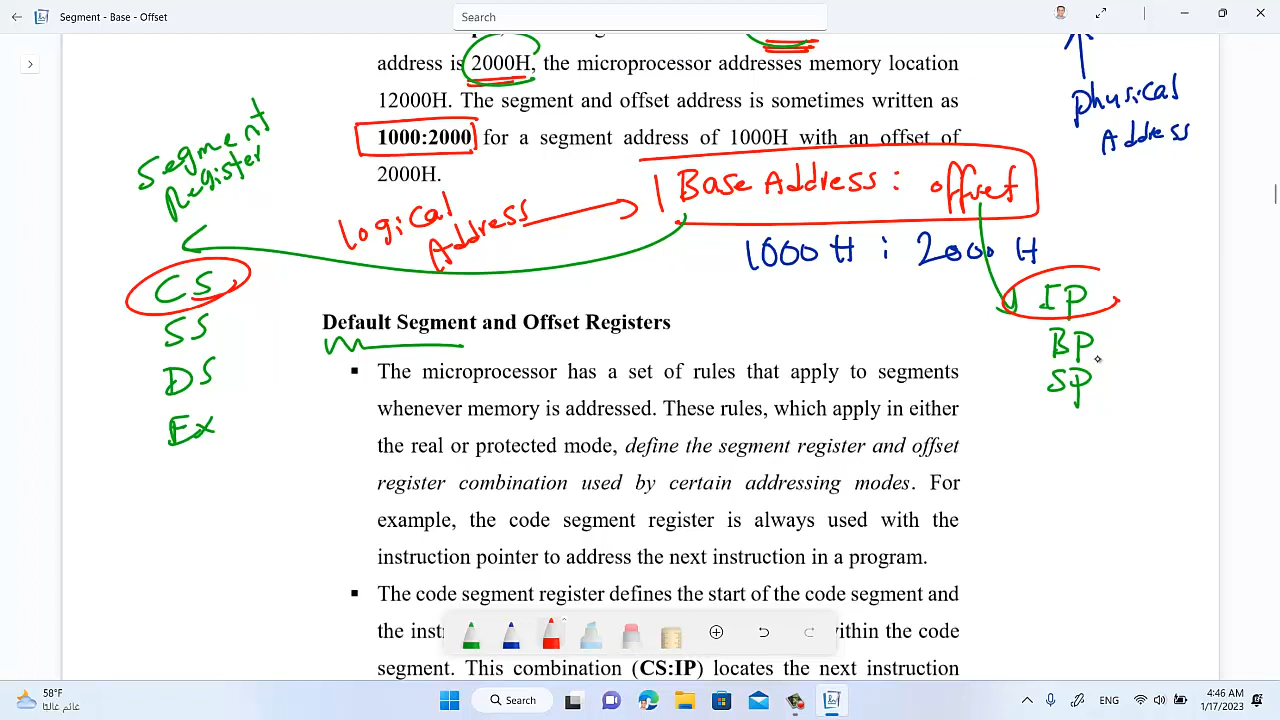 Segment - Base - Offset
Search
address is 2000H, the microprocessor addresses memory location
12000H. The segment and offset address is sometimes written as
1000:2000 for a segment address of 1000H with an offset of
2000H.
Physical
Address
Segment
Register
Logical
Address
Base Address : offset
1000 H : 2000 H
CS
SS
DS
Ex
IP
BP
SP
Default Segment and Offset Registers
▪ The microprocessor has a set of rules that apply to segments
whenever memory is addressed. These rules, which apply in either
the real or protected mode, define the segment register and offset
register combination used by certain addressing modes. For
example, the code segment register is always used with the
instruction pointer to address the next instruction in a program.
▪ The code segment register defines the start of the code segment and
the code
segment. This combination (CS:IP) locates the next instruction
58°F
غائم غالبا
Search
ENG
4:46 AM
1/17/2023